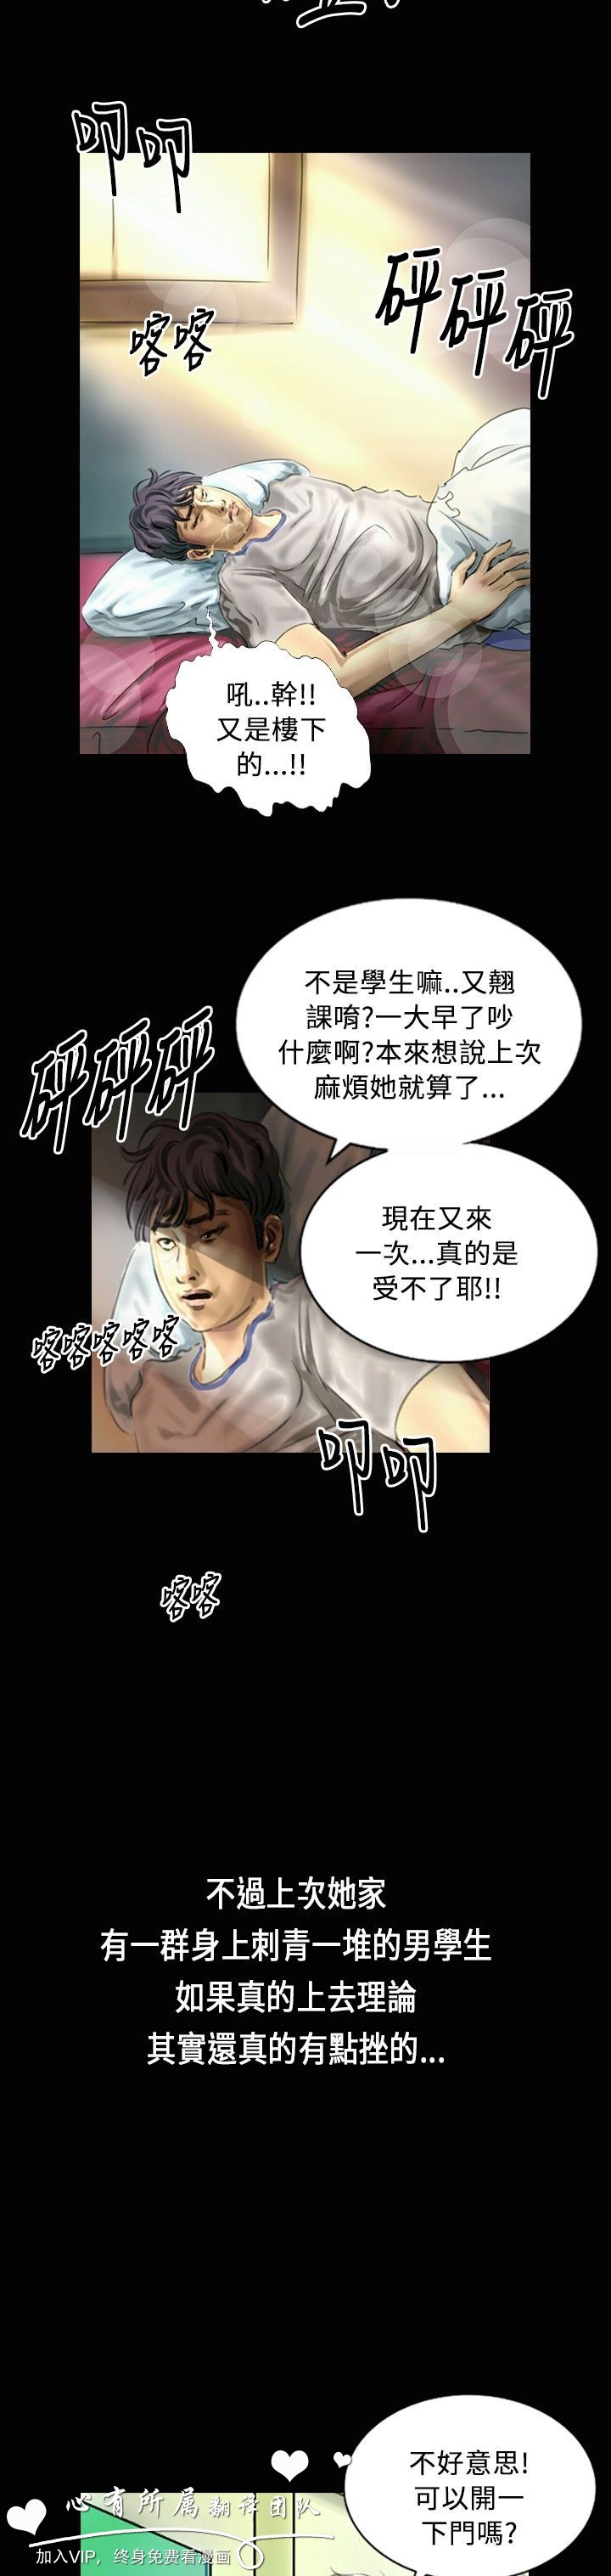 叩叩
砰砰砰
喀喀
吼..幹!!
又是樓下
的...!!
不是學生嘛..又翹
課唷?一大早了吵
什麼啊?本來想說上次
麻煩她就算了...
砰砰砰
現在又來
一次...真的是
受不了耶!!
喀喀喀喀喀
叩叩
喀喀
不過上次她家
有一群身上刺青一堆的男學生
如果真的上去理論
其實還真的有點挫的...
不好意思!
可以開一
下門嗎?
心有所属翻译团队
加入VIP，终身免费看漫画